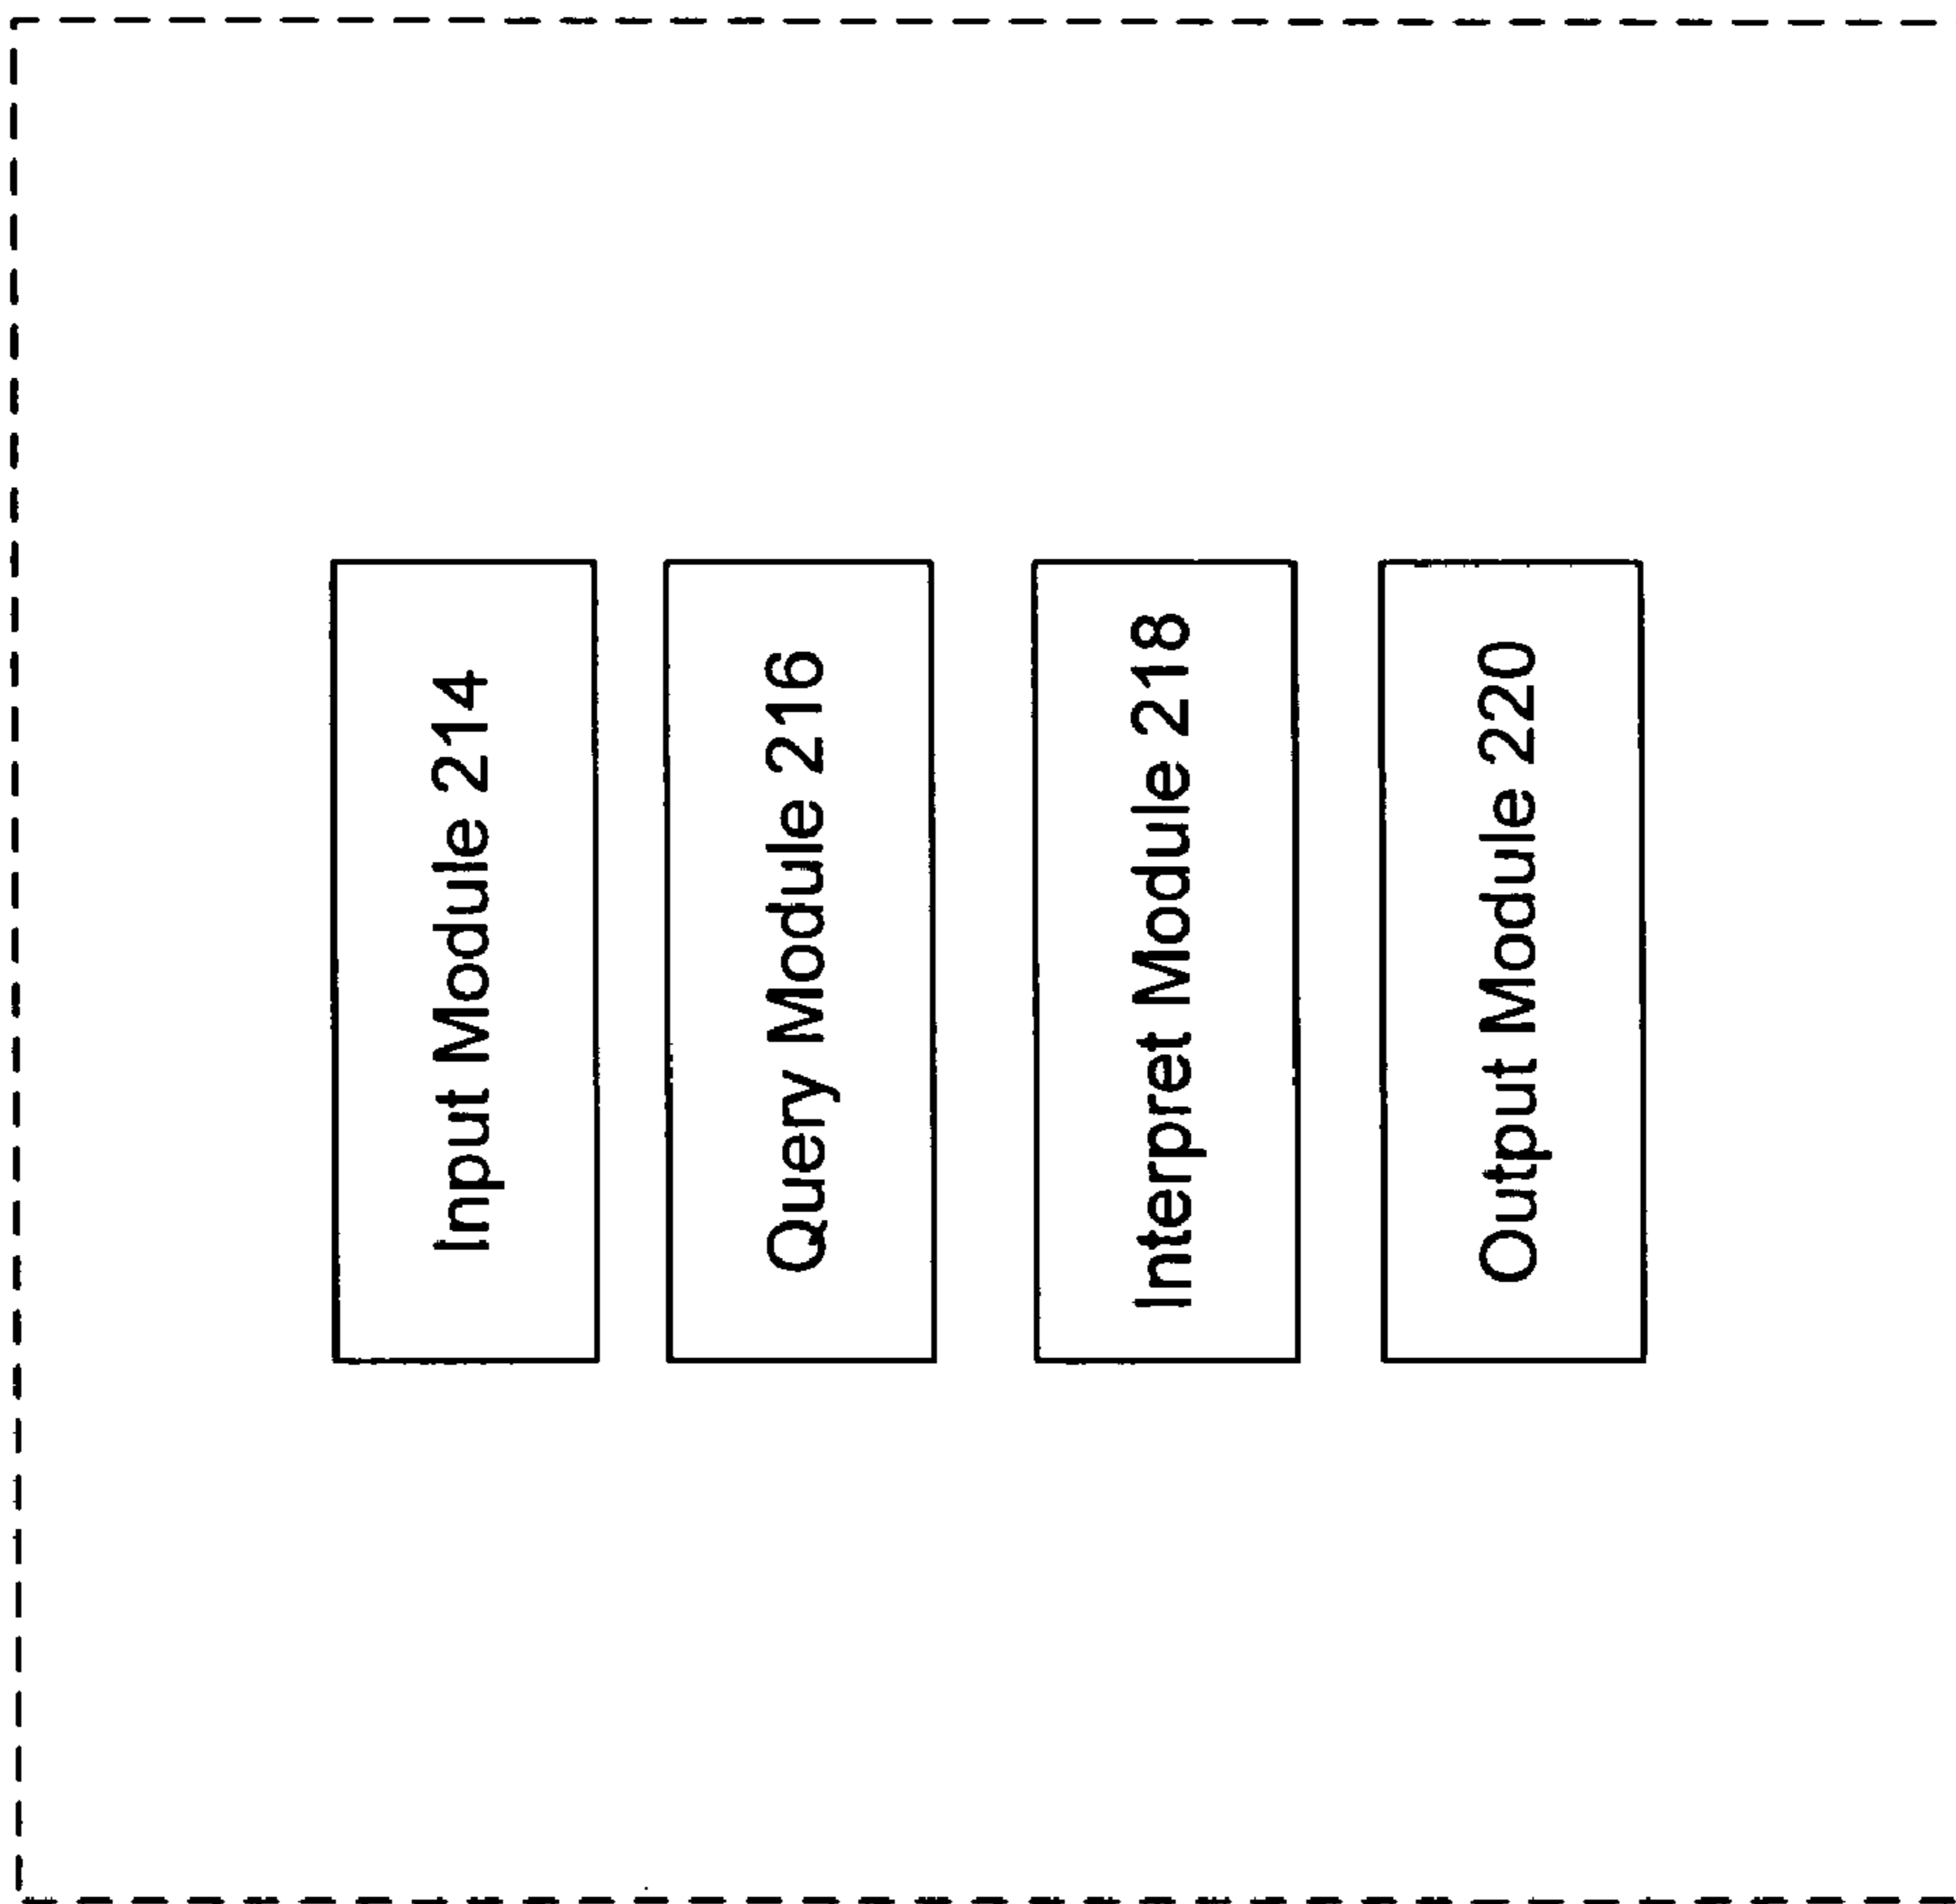 Input Module 214
Query Module 216
Interpret Module 218
Output Module 220